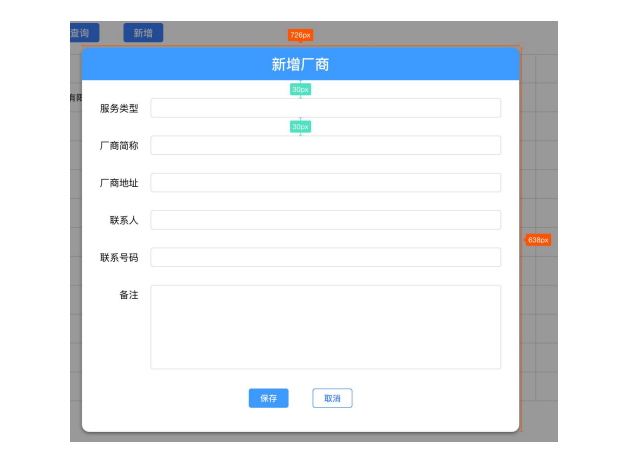 查询 新增
726px
新增厂商
30px
有限
服务类型
30px
厂商简称
厂商地址
联系人
638px
联系号码
备注
保存 取消